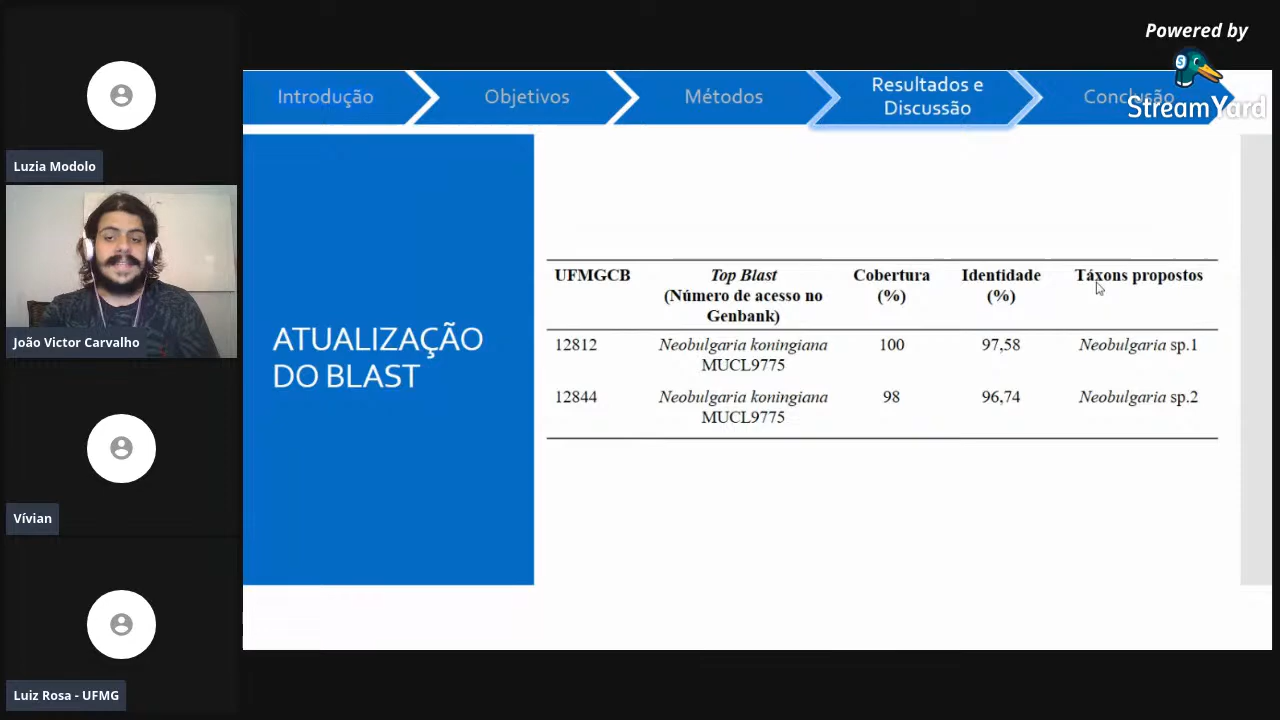 Powered by
StreamYard
Introdução
Objetivos
Métodos
Resultados e
Discussão
Conclusão
Luzia Modolo
João Victor Carvalho
Vívian
Luiz Rosa - UFMG
ATUALIZAÇÃO
DO BLAST
UFMGCB Top Blast Cobertura Identidade Táxons propostos
(Número de acesso no (%) (%)
Genbank)
12812 Neobulgaria koningiana 100 97,58 Neobulgaria sp.1
MUCL9775
12844 Neobulgaria koningiana 98 96,74 Neobulgaria sp.2
MUCL9775